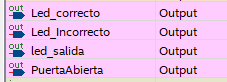 out Led_correcto Output
out Led_Incorrecto Output
out led_salida Output
out PuertaAbierta Output